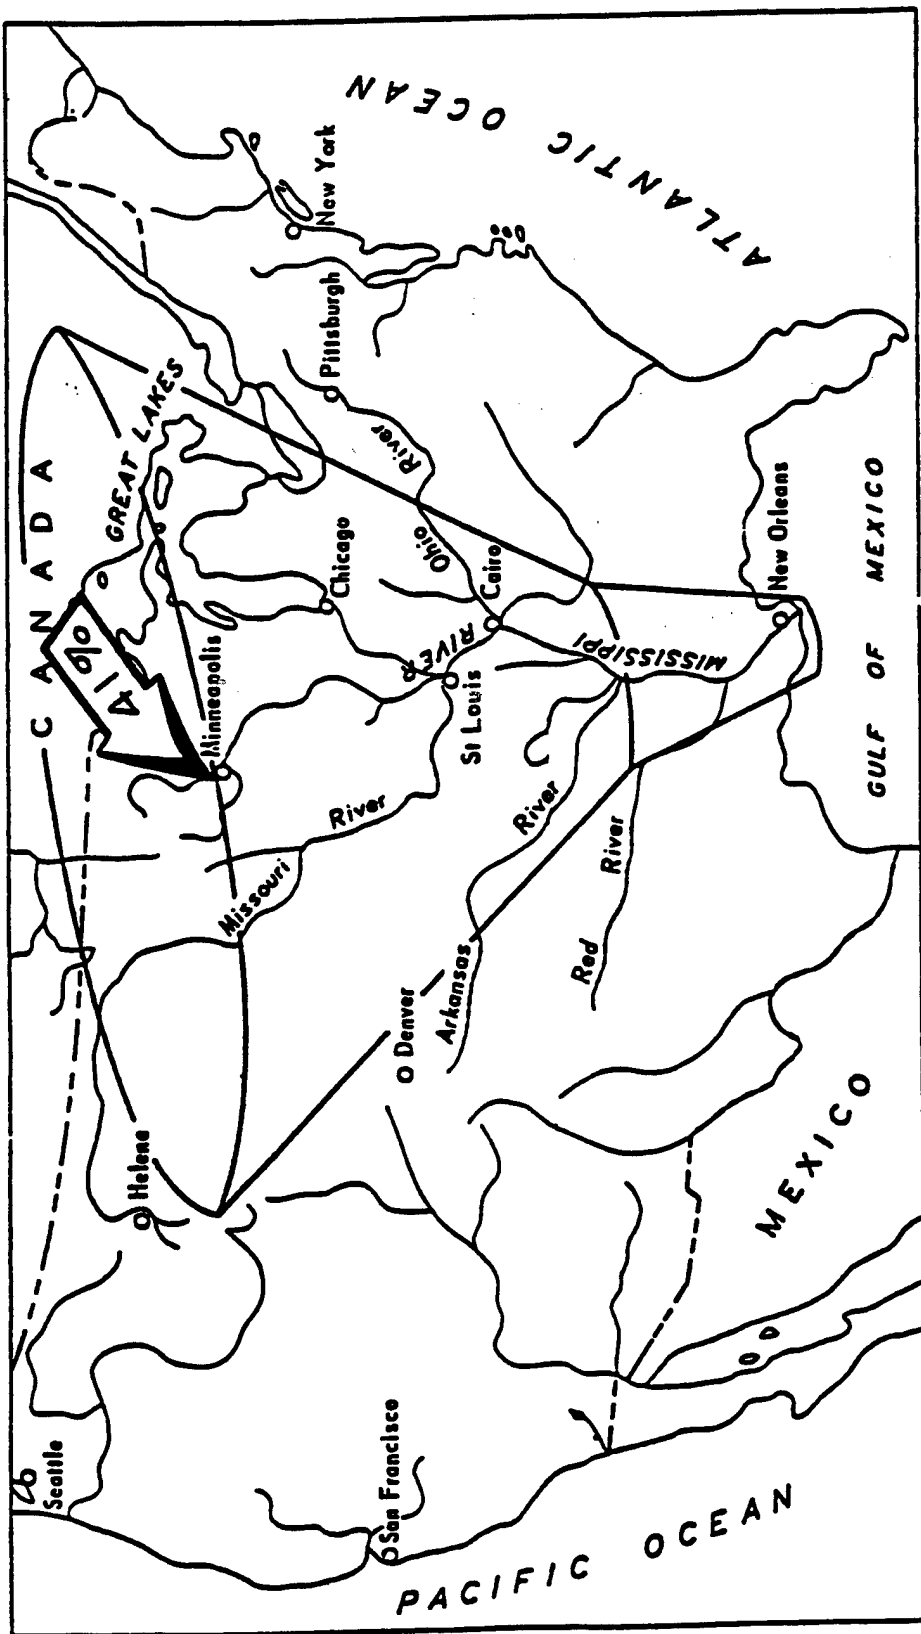 CANADA
41%
GREAT LAKES
Seattle
Helena
Minneapolis
Missouri
River
Chicago
Pittsburgh
New York
ATLANTIC OCEAN
San Francisco
Denver
St Louis
RIVER
Cairo
Ohio
River
Arkansas
River
Red
River
MISSISSIPPI
New Orleans
PACIFIC OCEAN
MEXICO
GULF OF MEXICO